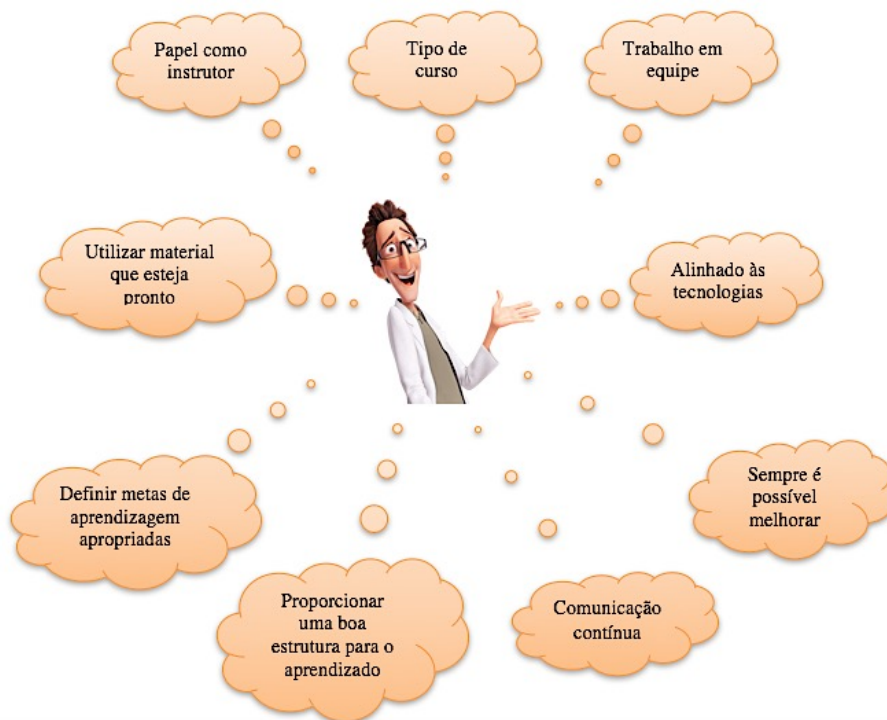 Papel como
instrutor
Tipo de
curso
Trabalho em
equipe
Utilizar material
que esteja
pronto
Alinhado às
tecnologias
Definir metas de
aprendizagem
apropriadas
Sempre é
possível
melhorar
Proporcionar
uma boa
estrutura para o
aprendizado
Comunicação
contínua